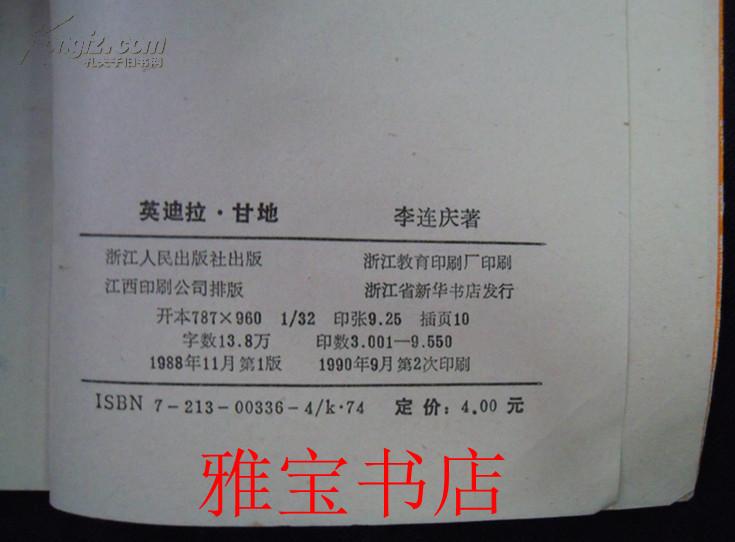 Kongfz.com
孔夫子旧书网
英迪拉·甘地 李连庆著
浙江人民出版社出版 浙江教育印刷厂印刷
江西印刷公司排版 浙江省新华书店发行
开本787×960 1/32 印张9.25 插页10
字数13.8万 印数3.001—9.550
1988年11月第1版 1990年9月第2次印刷
ISBN 7-213-00336-4/k·74 定价：4.00 元
雅宝书店